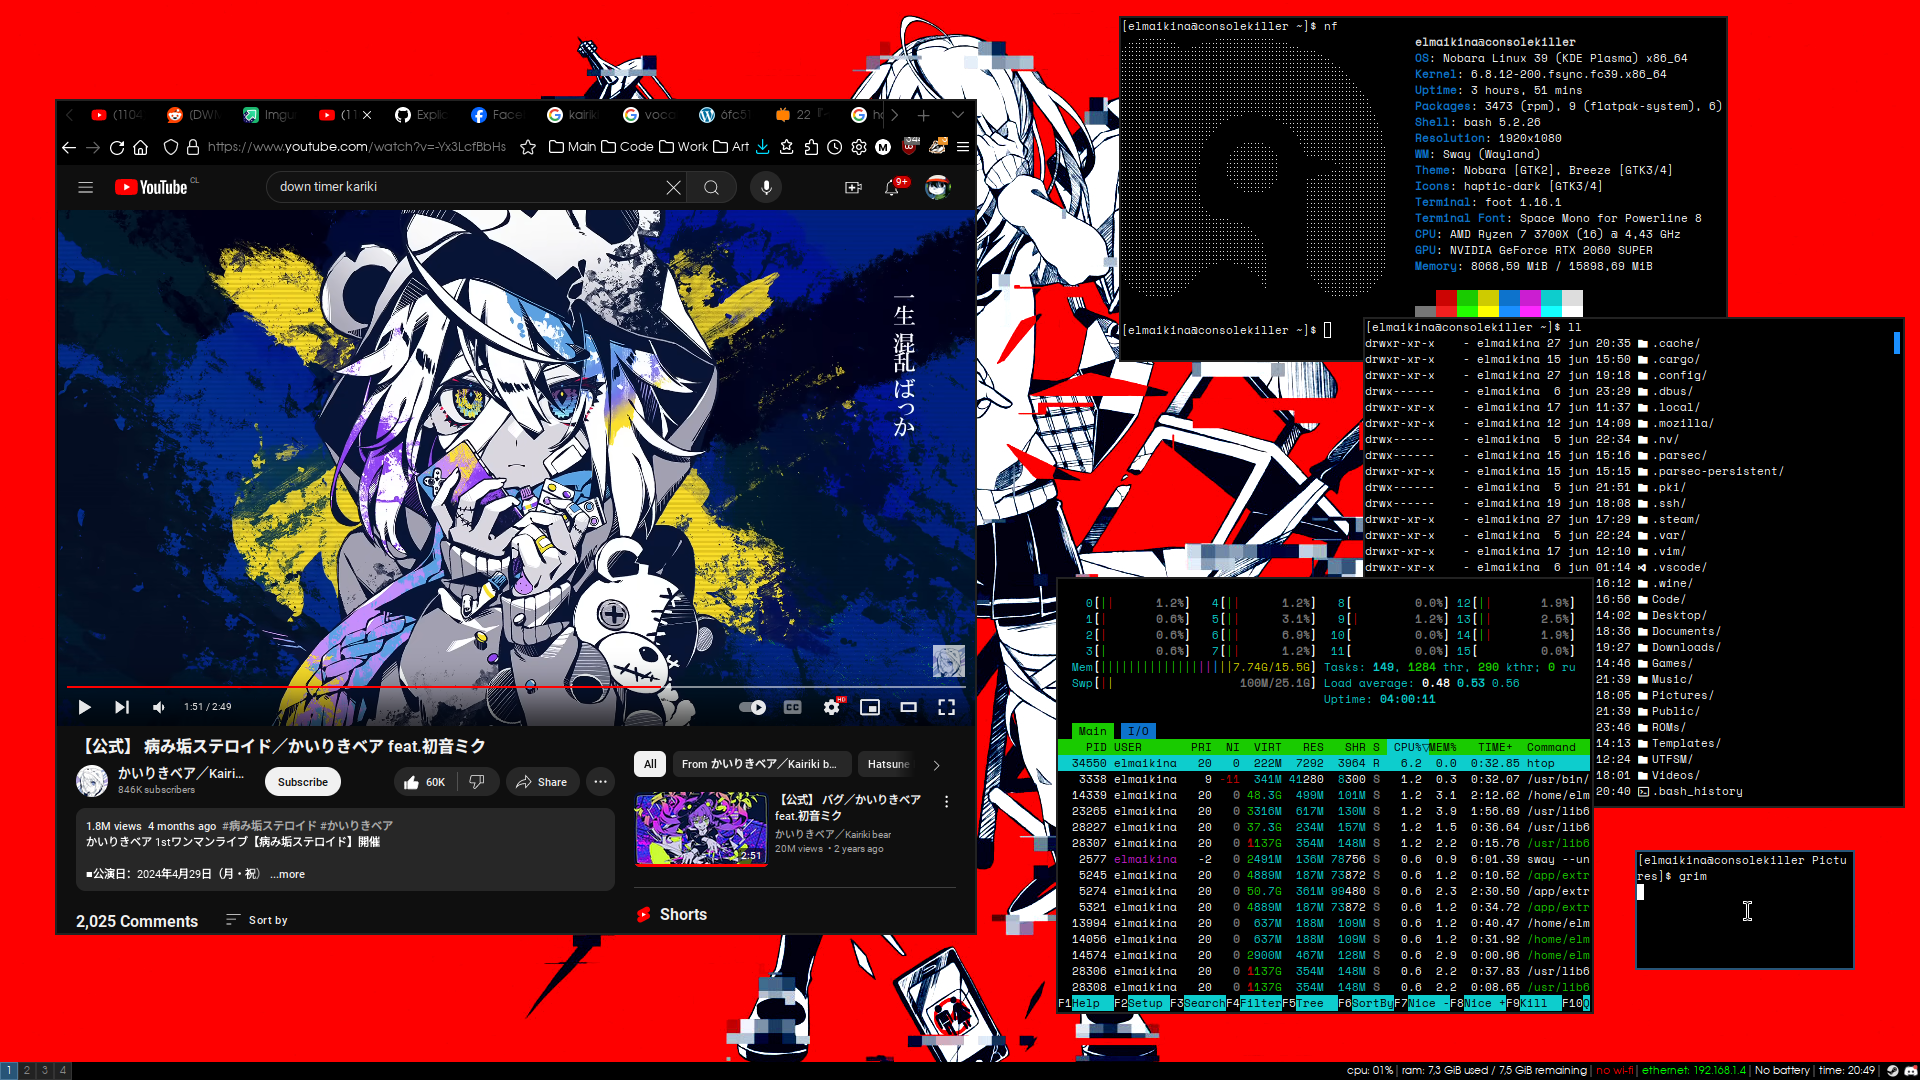 (1104
(DWN
Imgu
(11
Explic
Face
kairiki
voca
ófc51
22
ho
https://www.youtube.com/watch?v=-Yx3LcfBbHs
Main
Code
Work
Art
YouTube CL
down timer kariki
9+
一生 混乱ばっか
1:51 / 2:49
CC
HD
【公式】 病み垢ステロイド／かいりきベア feat.初音ミク
かいりきベア／Kairi...
846K subscribers
Subscribe
60K
Share
1.8M views 4 months ago #病み垢ステロイド #かいりきベア
かいりきベア 1stワンマンライブ【病み垢ステロイド】開催
■公演日：2024年4月29日（月・祝） ...more
2,025 Comments
Sort by
All
From かいりきベア／Kairiki b...
Hatsune
【公式】 バグ／かいりきベア
feat.初音ミク
かいりきベア／Kairiki bear
20M views • 2 years ago
2:51
Shorts
[elmaikina@consolekiller ~]$ nf
elmaikina@consolekiller
OS: Nobara Linux 39 (KDE Plasma) x86_64
Kernel: 6.8.12-200.fsync.fc39.x86_64
Uptime: 3 hours, 51 mins
Packages: 3473 (rpm), 9 (flatpak-system), 6)
Shell: bash 5.2.26
Resolution: 1920x1080
WM: Sway (Wayland)
Theme: Nobara [GTK2], Breeze [GTK3/4]
Icons: haptic-dark [GTK3/4]
Terminal: foot 1.16.1
Terminal Font: Space Mono for Powerline 8
CPU: AMD Ryzen 7 3700X (16) @ 4,43 GHz
GPU: NVIDIA GeForce RTX 2060 SUPER
Memory: 8068,59 MiB / 15898,69 MiB
[elmaikina@consolekiller ~]$
[elmaikina@consolekiller ~]$ ll
drwxr-xr-x - elmaikina 27 jun 20:35 .cache/
drwxr-xr-x - elmaikina 15 jun 15:50 .cargo/
drwxr-xr-x - elmaikina 27 jun 19:18 .config/
drwx------ - elmaikina 6 jun 23:29 .dbus/
drwxr-xr-x - elmaikina 17 jun 11:37 .local/
drwxr-xr-x - elmaikina 12 jun 14:09 .mozilla/
drwx------ - elmaikina 5 jun 22:34 .nv/
drwxr-xr-x - elmaikina 15 jun 15:16 .parsec/
drwxr-xr-x - elmaikina 15 jun 15:15 .parsec-persistent/
drwx------ - elmaikina 5 jun 21:51 .pki/
drwx------ - elmaikina 19 jun 18:08 .ssh/
drwxr-xr-x - elmaikina 27 jun 17:29 .steam/
drwxr-xr-x - elmaikina 5 jun 22:24 .var/
drwxr-xr-x - elmaikina 17 jun 12:10 .vim/
drwxr-xr-x - elmaikina 6 jun 01:14 .vscode/
16:12 .wine/
16:56 Code/
14:02 Desktop/
18:36 Documents/
19:27 Downloads/
14:46 Games/
21:39 Music/
18:05 Pictures/
21:39 Public/
23:46 ROMs/
14:13 Templates/
12:24 UTFSM/
18:01 Videos/
20:40 .bash_history
0[|| 1.2%] 4[|| 1.2%] 8[ 0.0%] 12[|| 1.9%]
1[| 0.6%] 5[|| 3.1%] 9[| 1.2%] 13[|| 2.5%]
2[| 0.6%] 6[|| 6.9%] 10[ 0.0%] 14[|| 1.9%]
3[| 0.6%] 7[|| 1.2%] 11[ 0.0%] 15[ 0.0%]
Mem[|||||||||||||||||||7.74G/15.5G] Tasks: 149, 1284 thr, 200 kthr; 0 ru
Swp[|| 100M/25.1G] Load average: 0.48 0.53 0.56
Uptime: 04:00:11
Main I/O
PID USER PRI NI VIRT RES SHR S CPU%▽MEM% TIME+ Command
34550 elmaikina 20 0 222M 7292 3964 R 6.2 0.0 0:32.85 htop
3338 elmaikina 9 -11 341M 41280 8300 S 1.2 0.3 0:32.07 /usr/bin/
14339 elmaikina 20 0 48.3G 499M 101M S 1.2 3.1 2:12.62 /home/elm
23265 elmaikina 20 0 3316M 617M 130M S 1.2 3.9 1:56.69 /usr/lib6
28227 elmaikina 20 0 37.3G 234M 157M S 1.2 1.5 0:36.64 /usr/lib6
28307 elmaikina 20 0 1137G 354M 148M S 1.2 2.2 0:15.76 /usr/lib6
2577 elmaikina -2 0 2491M 136M 78756 S 0.6 0.9 6:01.39 sway --un
5245 elmaikina 20 0 4889M 187M 73872 S 0.6 1.2 0:10.52 /app/extr
5274 elmaikina 20 0 50.7G 361M 99480 S 0.6 2.3 2:30.50 /app/extr
5321 elmaikina 20 0 4889M 187M 73872 S 0.6 1.2 0:34.72 /app/extr
13994 elmaikina 20 0 637M 188M 109M S 0.6 1.2 0:40.47 /home/elm
14056 elmaikina 20 0 637M 188M 109M S 0.6 1.2 0:31.92 /home/elm
14574 elmaikina 20 0 2900M 467M 128M S 0.6 2.9 0:00.96 /home/elm
28306 elmaikina 20 0 1137G 354M 148M S 0.6 2.2 0:37.83 /usr/lib6
28308 elmaikina 20 0 1137G 354M 148M S 0.6 2.2 0:08.65 /usr/lib6
F1Help F2Setup F3SearchF4FilterF5Tree F6SortByF7Nice -F8Nice +F9Kill F10Q
[elmaikina@consolekiller Pictu
res]$ grim
1 2 3 4
cpu: 01% | ram: 7,3 GiB used / 7,5 GiB remaining | no wi-fi | ethernet: 192.168.1.4 | No battery | time: 20:49 |